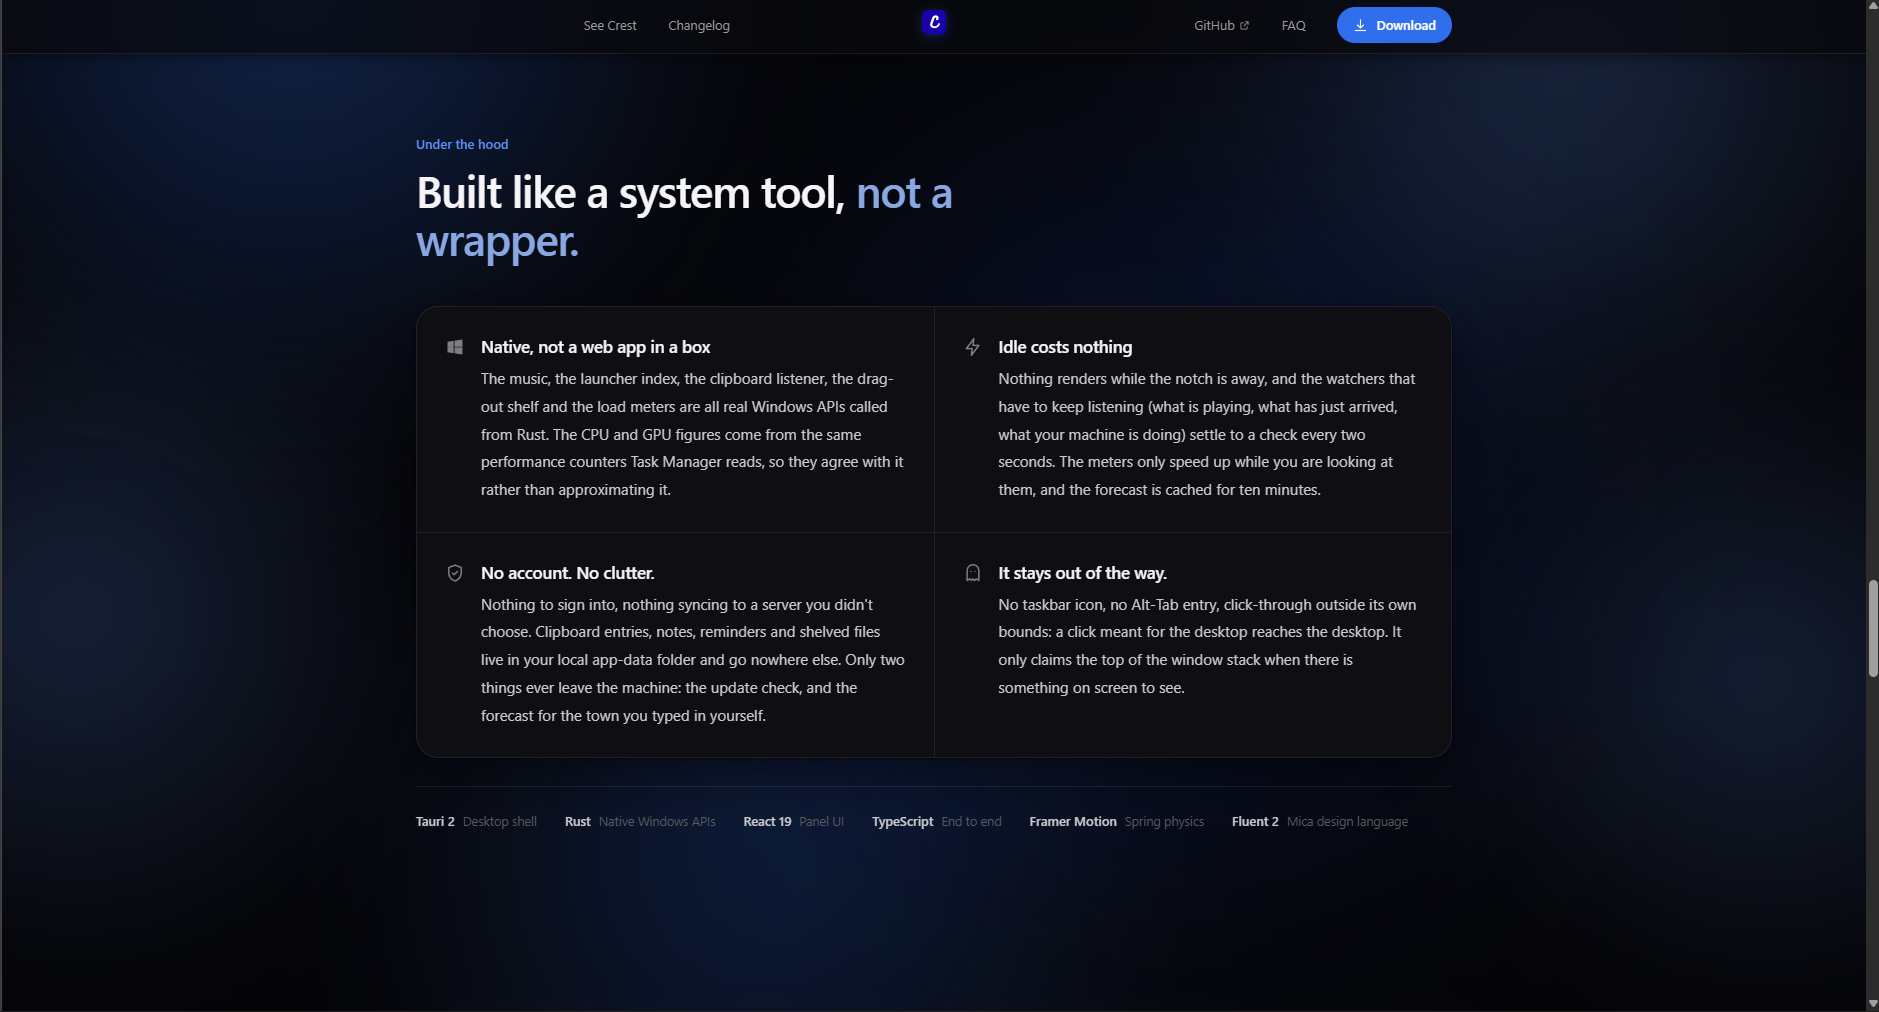 See Crest
Changelog
C
GitHub
FAQ
Download
Under the hood
Built like a system tool, not a
wrapper.
Native, not a web app in a box
The music, the launcher index, the clipboard listener, the drag-
out shelf and the load meters are all real Windows APIs called
from Rust. The CPU and GPU figures come from the same
performance counters Task Manager reads, so they agree with it
rather than approximating it.
Idle costs nothing
Nothing renders while the notch is away, and the watchers that
have to keep listening (what is playing, what has just arrived,
what your machine is doing) settle to a check every two
seconds. The meters only speed up while you are looking at
them, and the forecast is cached for ten minutes.
No account. No clutter.
Nothing to sign into, nothing syncing to a server you didn't
choose. Clipboard entries, notes, reminders and shelved files
live in your local app-data folder and go nowhere else. Only two
things ever leave the machine: the update check, and the
forecast for the town you typed in yourself.
It stays out of the way.
No taskbar icon, no Alt-Tab entry, click-through outside its own
bounds: a click meant for the desktop reaches the desktop. It
only claims the top of the window stack when there is
something on screen to see.
Tauri 2 Desktop shell
Rust Native Windows APIs
React 19 Panel UI
TypeScript End to end
Framer Motion Spring physics
Fluent 2 Mica design language